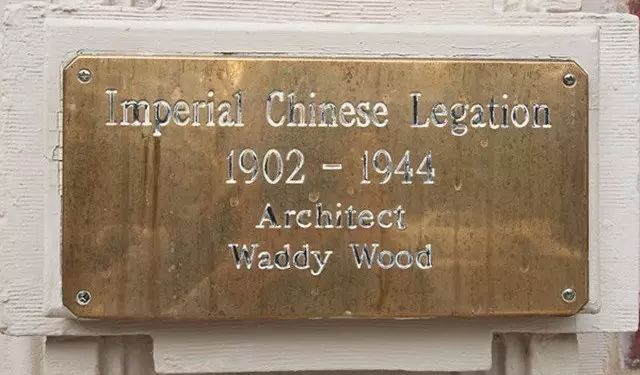 Imperial Chinese Legation
1902 - 1944
Architect
Waddy Wood